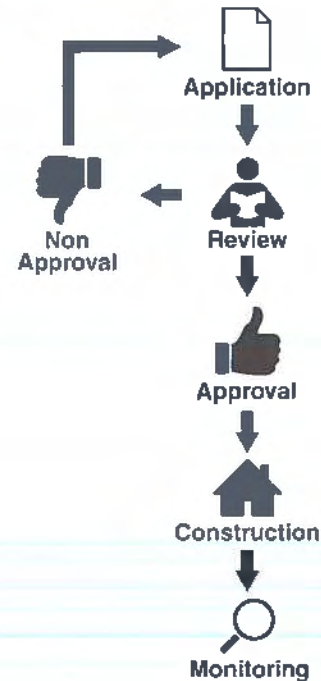 Application
Review
Non
Approval
Approval
Construction
Monitoring